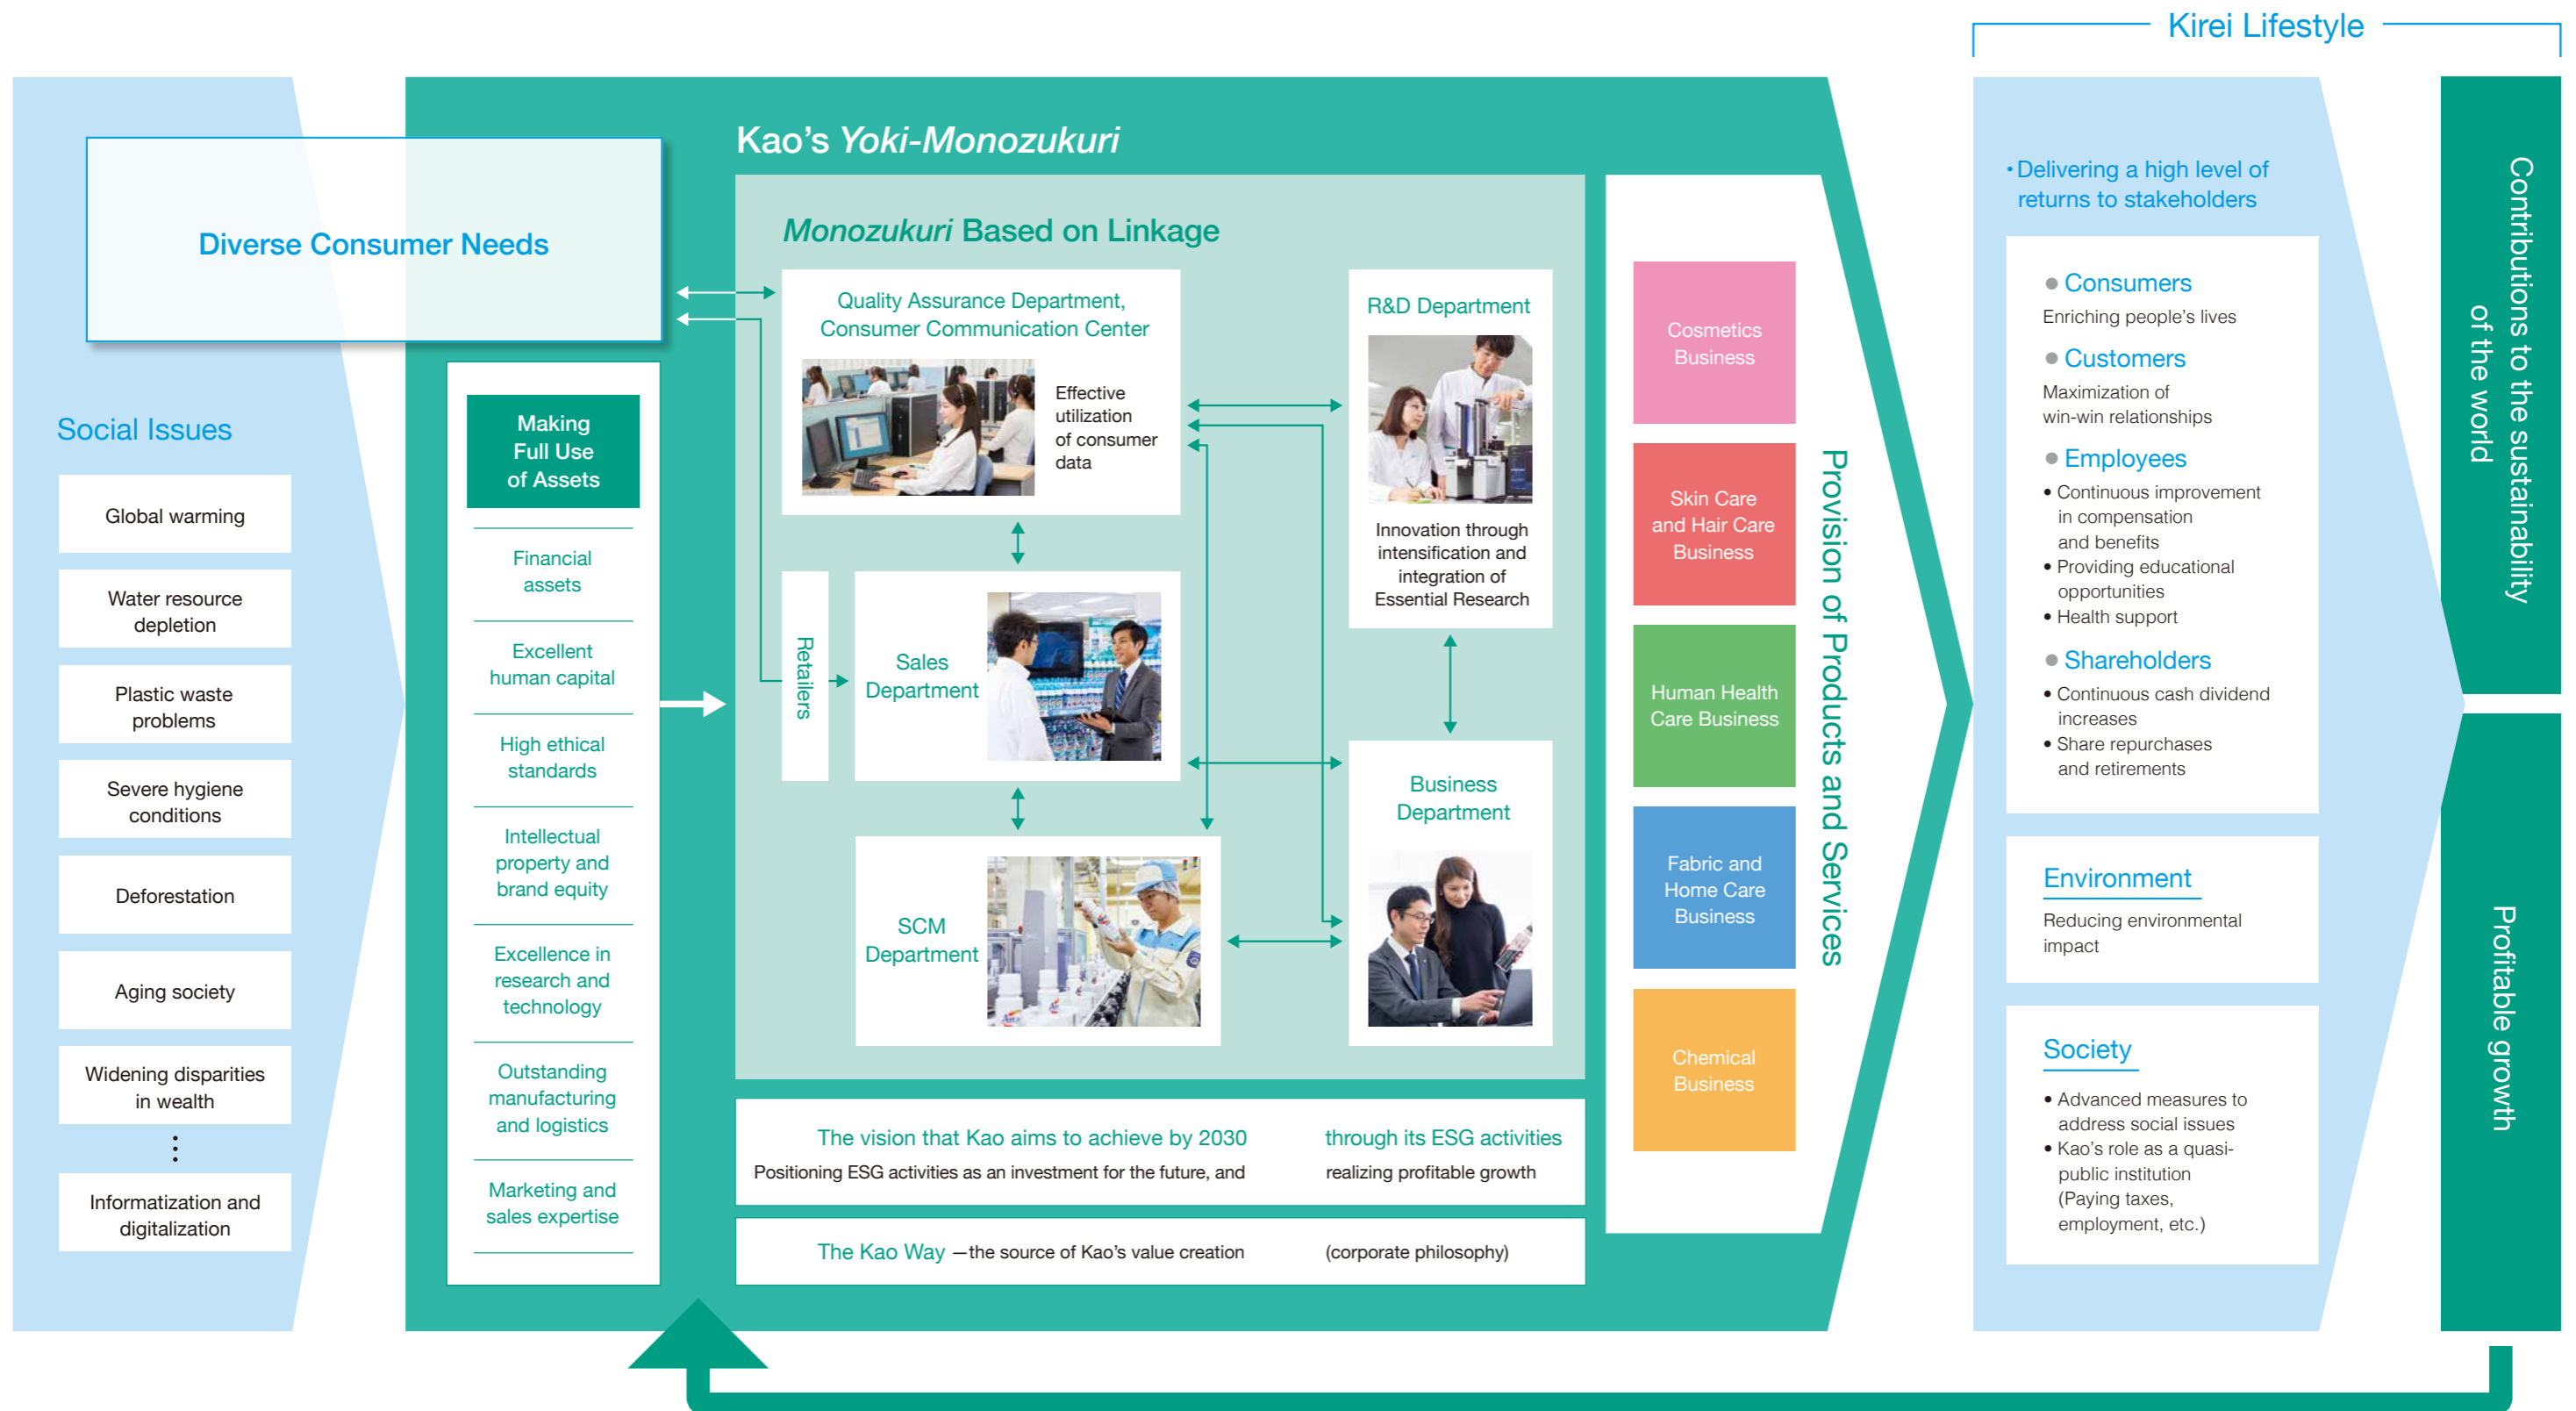 Kirei Lifestyle
Diverse Consumer Needs
Social Issues
Global warming
Water resource
depletion
Plastic waste
problems
Severe hygiene
conditions
Deforestation
Aging society
Widening disparities
in wealth
Informatization and
digitalization
Making
Full Use
of Assets
Financial
assets
Excellent
human capital
High ethical
standards
Intellectual
property and
brand equity
Excellence in
research and
technology
Outstanding
manufacturing
and logistics
Marketing and
sales expertise
Kao’s Yoki-Monozukuri
Monozukuri Based on Linkage
Quality Assurance Department,
Consumer Communication Center
Effective
utilization
of consumer
data
R&D Department
Innovation through
intensification and
integration of
Essential Research
Retailers
Sales
Department
Business
Department
SCM
Department
The vision that Kao aims to achieve by 2030 through its ESG activities
Positioning ESG activities as an investment for the future, and realizing profitable growth
The Kao Way —the source of Kao’s value creation (corporate philosophy)
Cosmetics
Business
Skin Care
and Hair Care
Business
Human Health
Care Business
Fabric and
Home Care
Business
Chemical
Business
Provision of Products and Services
• Delivering a high level of
returns to stakeholders
● Consumers
Enriching people’s lives
● Customers
Maximization of
win-win relationships
● Employees
• Continuous improvement
in compensation
and benefits
• Providing educational
opportunities
• Health support
● Shareholders
• Continuous cash dividend
increases
• Share repurchases
and retirements
Environment
Reducing environmental
impact
Society
• Advanced measures to
address social issues
• Kao’s role as a quasi-
public institution
(Paying taxes,
employment, etc.)
Contributions to the sustainability
of the world
Profitable growth